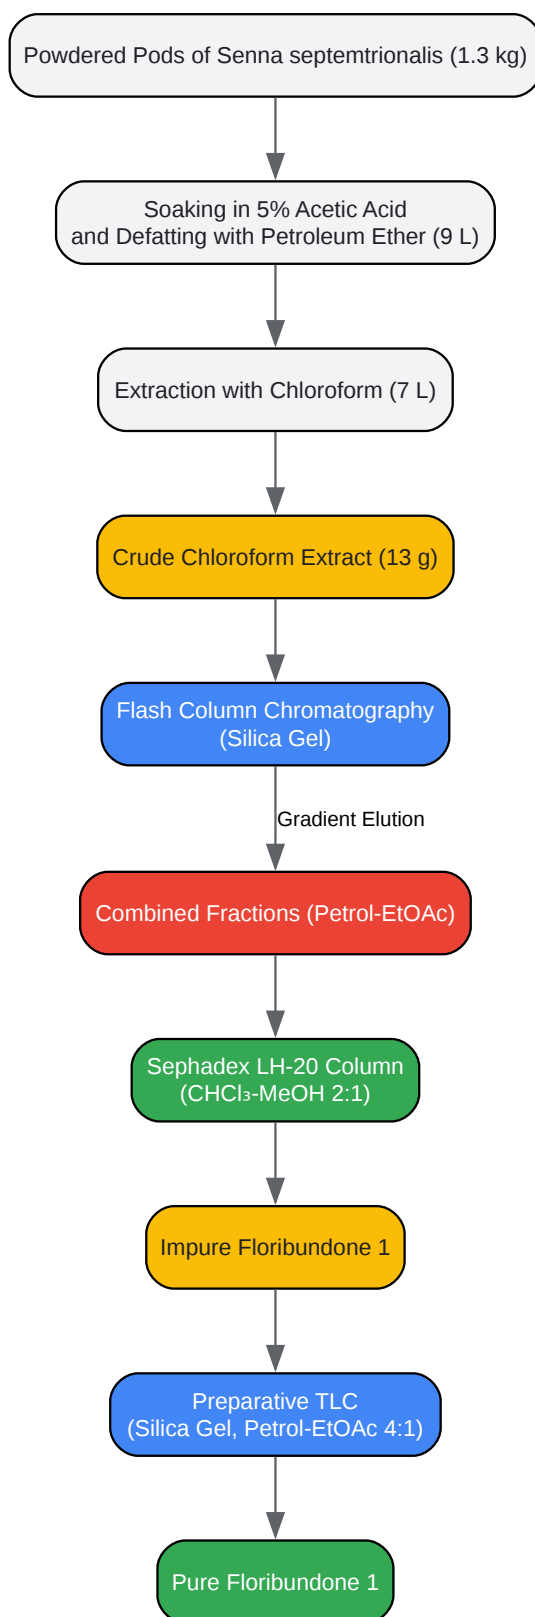 Powdered Pods of Senna septemtrionalis (1.3 kg)
Soaking in 5% Acetic Acid
and Defatting with Petroleum Ether (9 L)
Extraction with Chloroform (7 L)
Crude Chloroform Extract (13 g)
Flash Column Chromatography
(Silica Gel)
Gradient Elution
Combined Fractions (Petrol-EtOAc)
Sephadex LH-20 Column
(CHCl₃-MeOH 2:1)
Impure Floribundone 1
Preparative TLC
(Silica Gel, Petrol-EtOAc 4:1)
Pure Floribundone 1